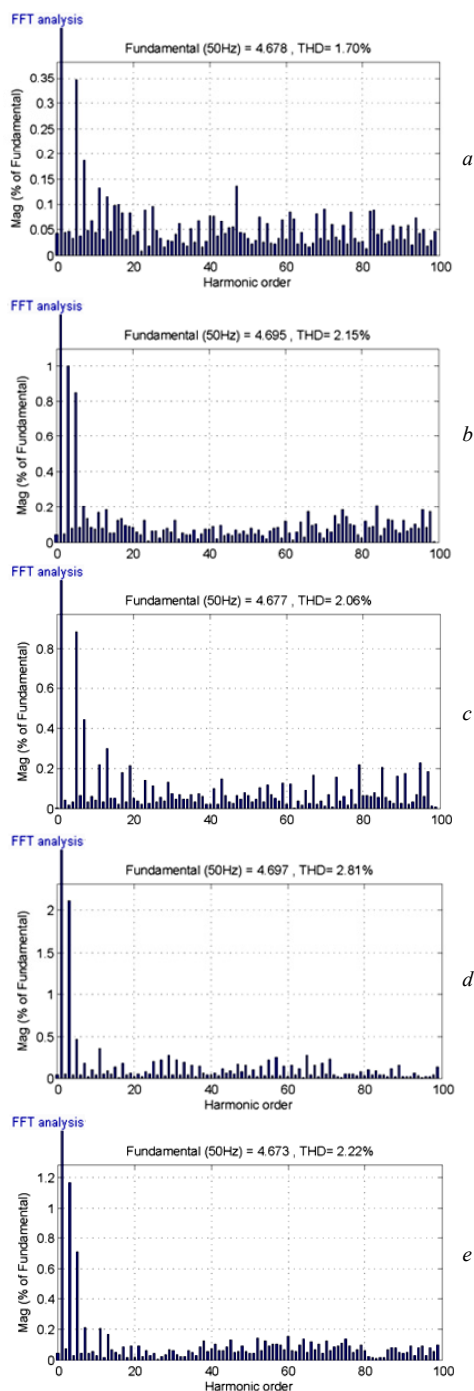 FFT analysis
Fundamental (50Hz) = 4.678 , THD= 1.70%
Mag (% of Fundamental)
0.35
0.3
0.25
0.2
0.15
0.1
0.05
0
0 20 40 60 80 100
Harmonic order
a
FFT analysis
Fundamental (50Hz) = 4.695 , THD= 2.15%
Mag (% of Fundamental)
1
0.8
0.6
0.4
0.2
0
0 20 40 60 80 100
b
FFT analysis
Fundamental (50Hz) = 4.677 , THD= 2.06%
Mag (% of Fundamental)
0.8
0.6
0.4
0.2
0
0 20 40 60 80 100
Harmonic order
c
FFT analysis
Fundamental (50Hz) = 4.697 , THD= 2.81%
Mag (% of Fundamental)
2
1.5
1
0.5
0
0 20 40 60 80 100
Harmonic order
d
FFT analysis
Fundamental (50Hz) = 4.673 , THD= 2.22%
Mag (% of Fundamental)
1.2
1
0.8
0.6
0.4
0.2
0
0 20 40 60 80 100
Harmonic order
e